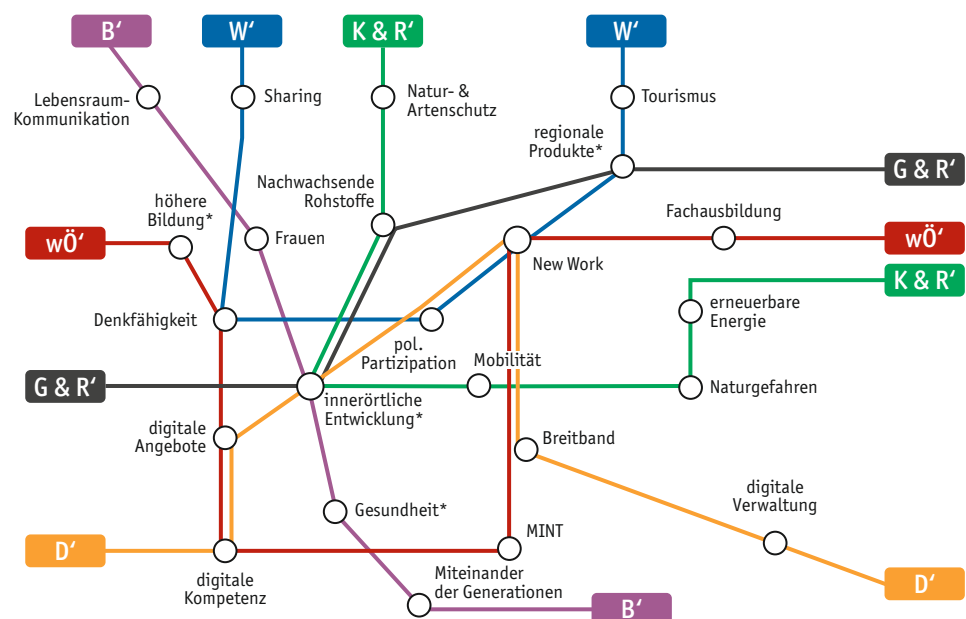 B‘
W‘
K & R‘
W‘
Lebensraum-
Kommunikation
Sharing
Natur- &
Artenschutz
Tourismus
regionale
Produkte*
G & R‘
Nachwachsende
Rohstoffe
höhere
Bildung*
Frauen
Fachausbildung
wÖ‘
wÖ‘
New Work
K & R‘
erneuerbare
Energie
Denkfähigkeit
pol.
Partizipation
Mobilität
G & R‘
innerörtliche
Entwicklung*
Naturgefahren
digitale
Angebote
Breitband
digitale
Verwaltung
Gesundheit*
MINT
D‘
digitale
Kompetenz
Miteinander
der Generationen
D‘
B‘